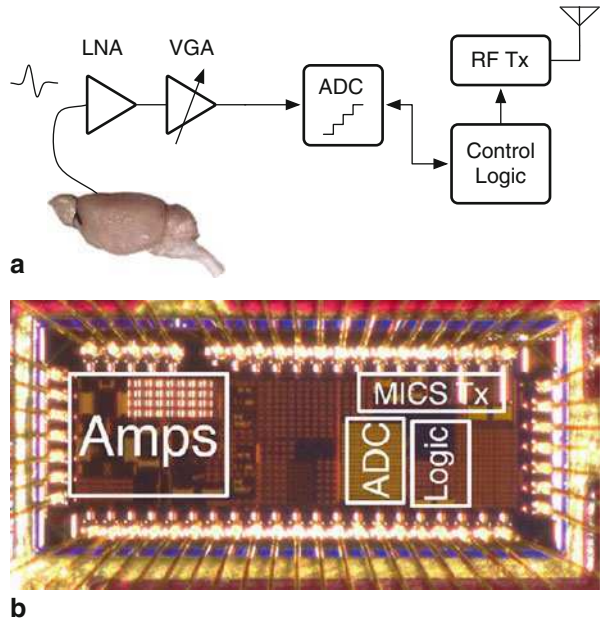 LNA VGA
ADC
RF Tx
Control
Logic
a
Amps
MICS Tx
ADC
Logic
b